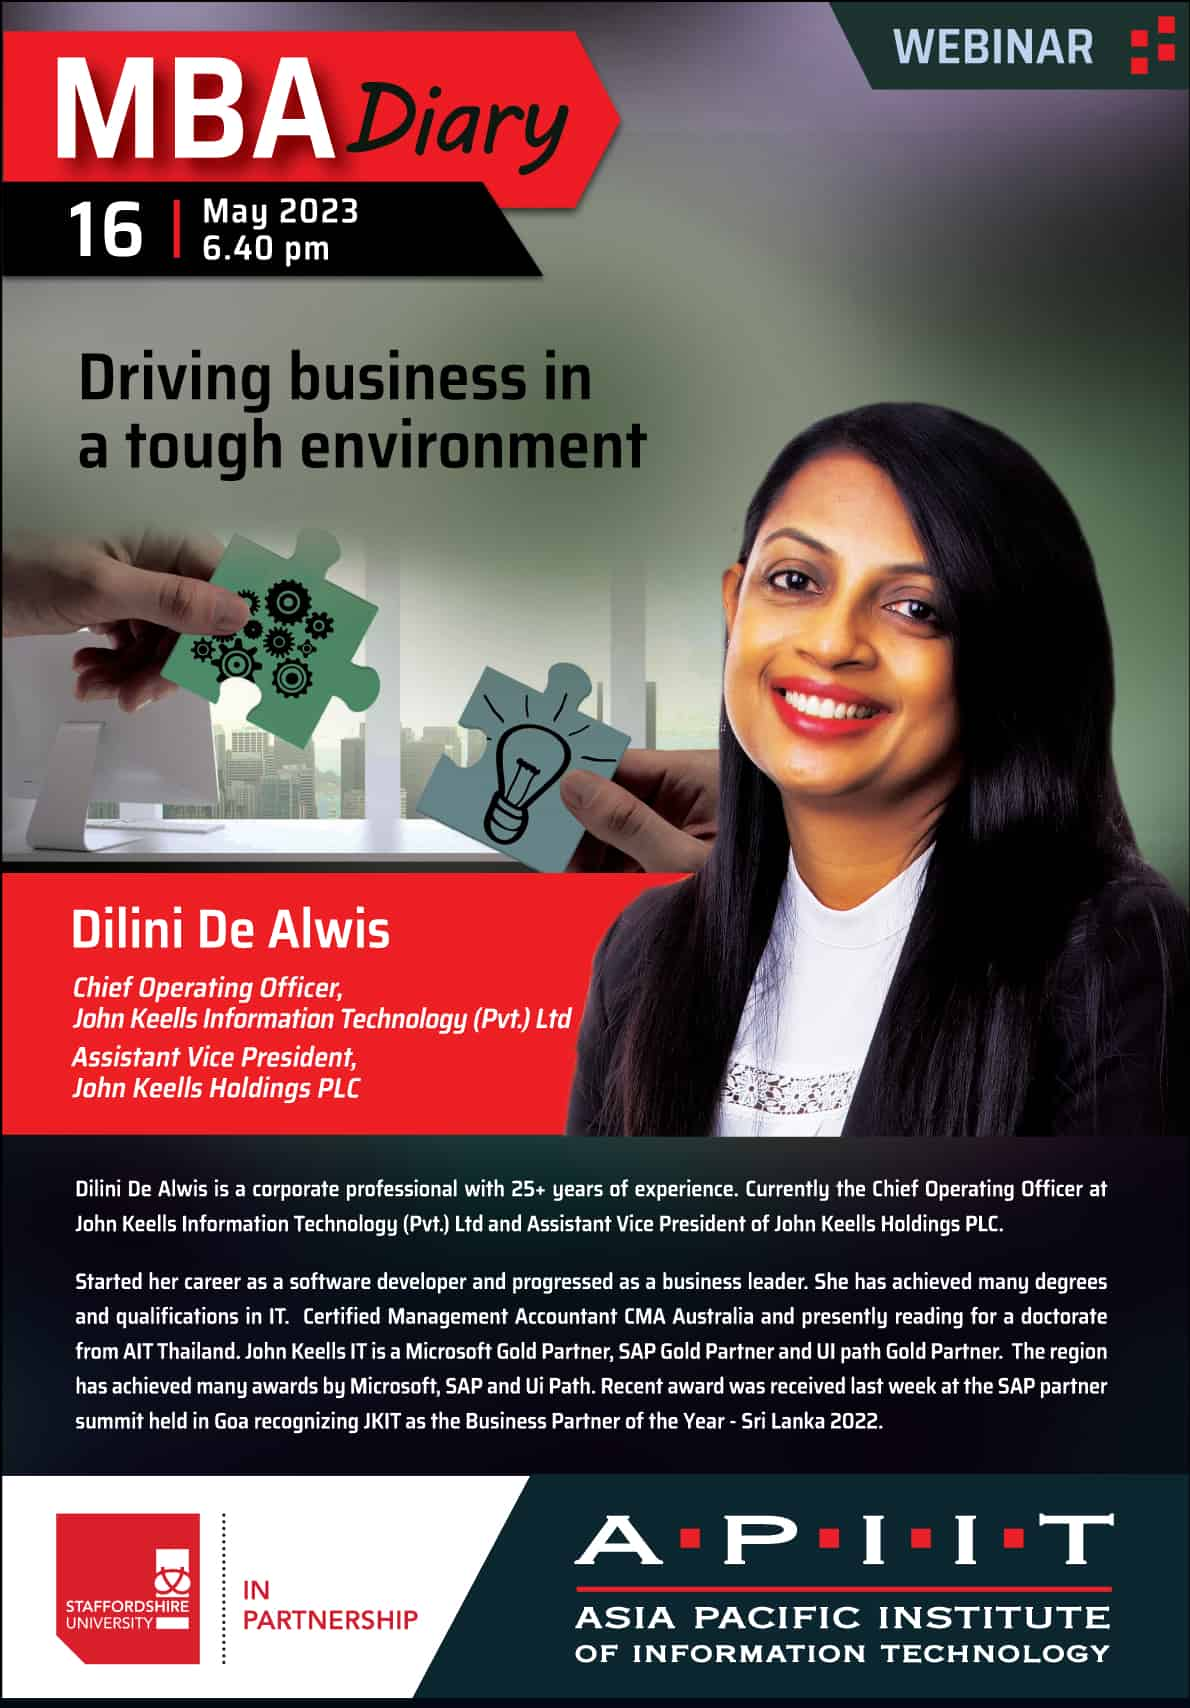 WEBINAR
MBA Diary
16 | May 2023
6.40 pm
Driving business in
a tough environment
Dilini De Alwis
Chief Operating Officer,
John Keells Information Technology (Pvt.) Ltd
Assistant Vice President,
John Keells Holdings PLC
Dilini De Alwis is a corporate professional with 25+ years of experience. Currently the Chief Operating Officer at
John Keells Information Technology (Pvt.) Ltd and Assistant Vice President of John Keells Holdings PLC.
Started her career as a software developer and progressed as a business leader. She has achieved many degrees
and qualifications in IT. Certified Management Accountant CMA Australia and presently reading for a doctorate
from AIT Thailand. John Keells IT is a Microsoft Gold Partner, SAP Gold Partner and UI path Gold Partner. The region
has achieved many awards by Microsoft, SAP and Ui Path. Recent award was received last week at the SAP partner
summit held in Goa recognizing JKIT as the Business Partner of the Year - Sri Lanka 2022.
STAFFORDSHIRE
UNIVERSITY
IN
PARTNERSHIP
A·P·I·I·T
ASIA PACIFIC INSTITUTE
OF INFORMATION TECHNOLOGY